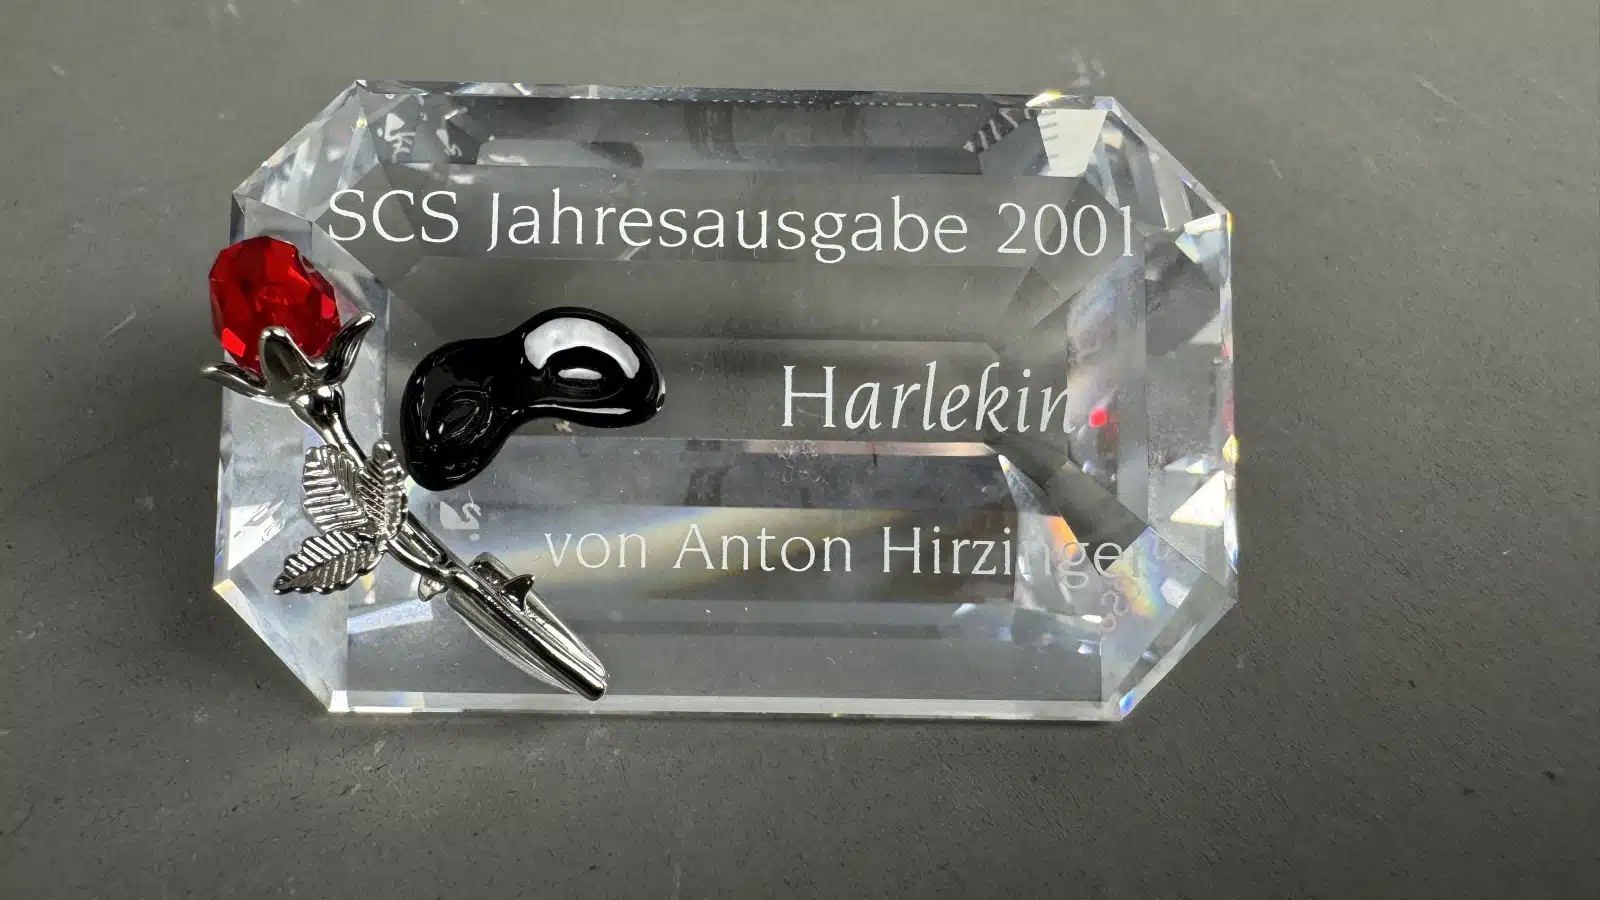 SCS Jahresausgabe 2001
Harlekin
von Anton Hirzinger